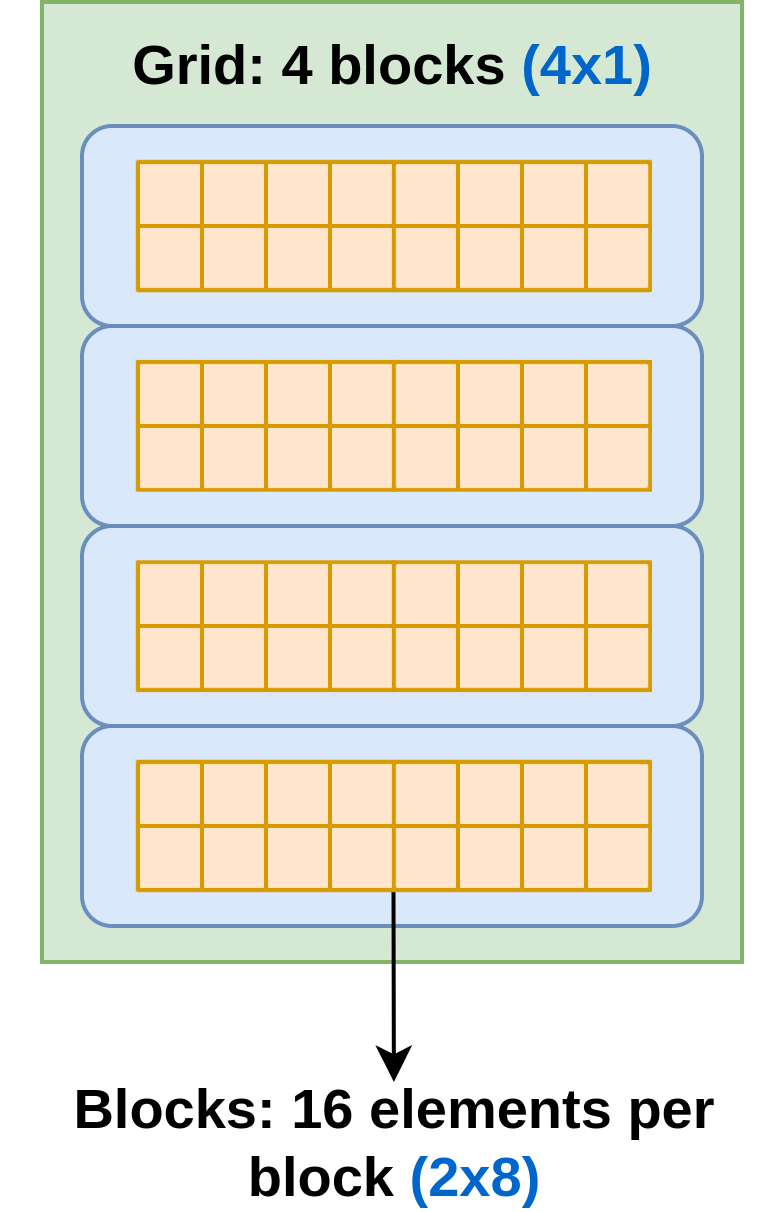 Grid: 4 blocks (4x1)
Blocks: 16 elements per
block (2x8)